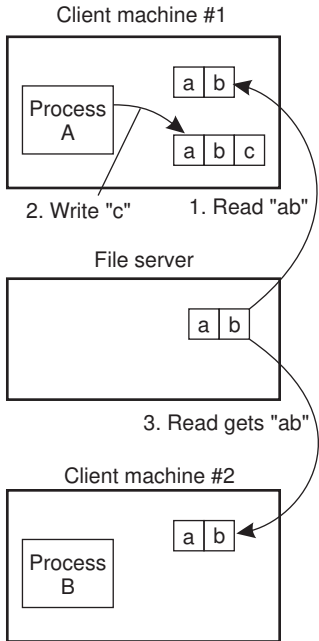 Client machine #1
a b
Process
A
a b c
2. Write "c"
1. Read "ab"
File server
a b
3. Read gets "ab"
Client machine #2
a b
Process
B